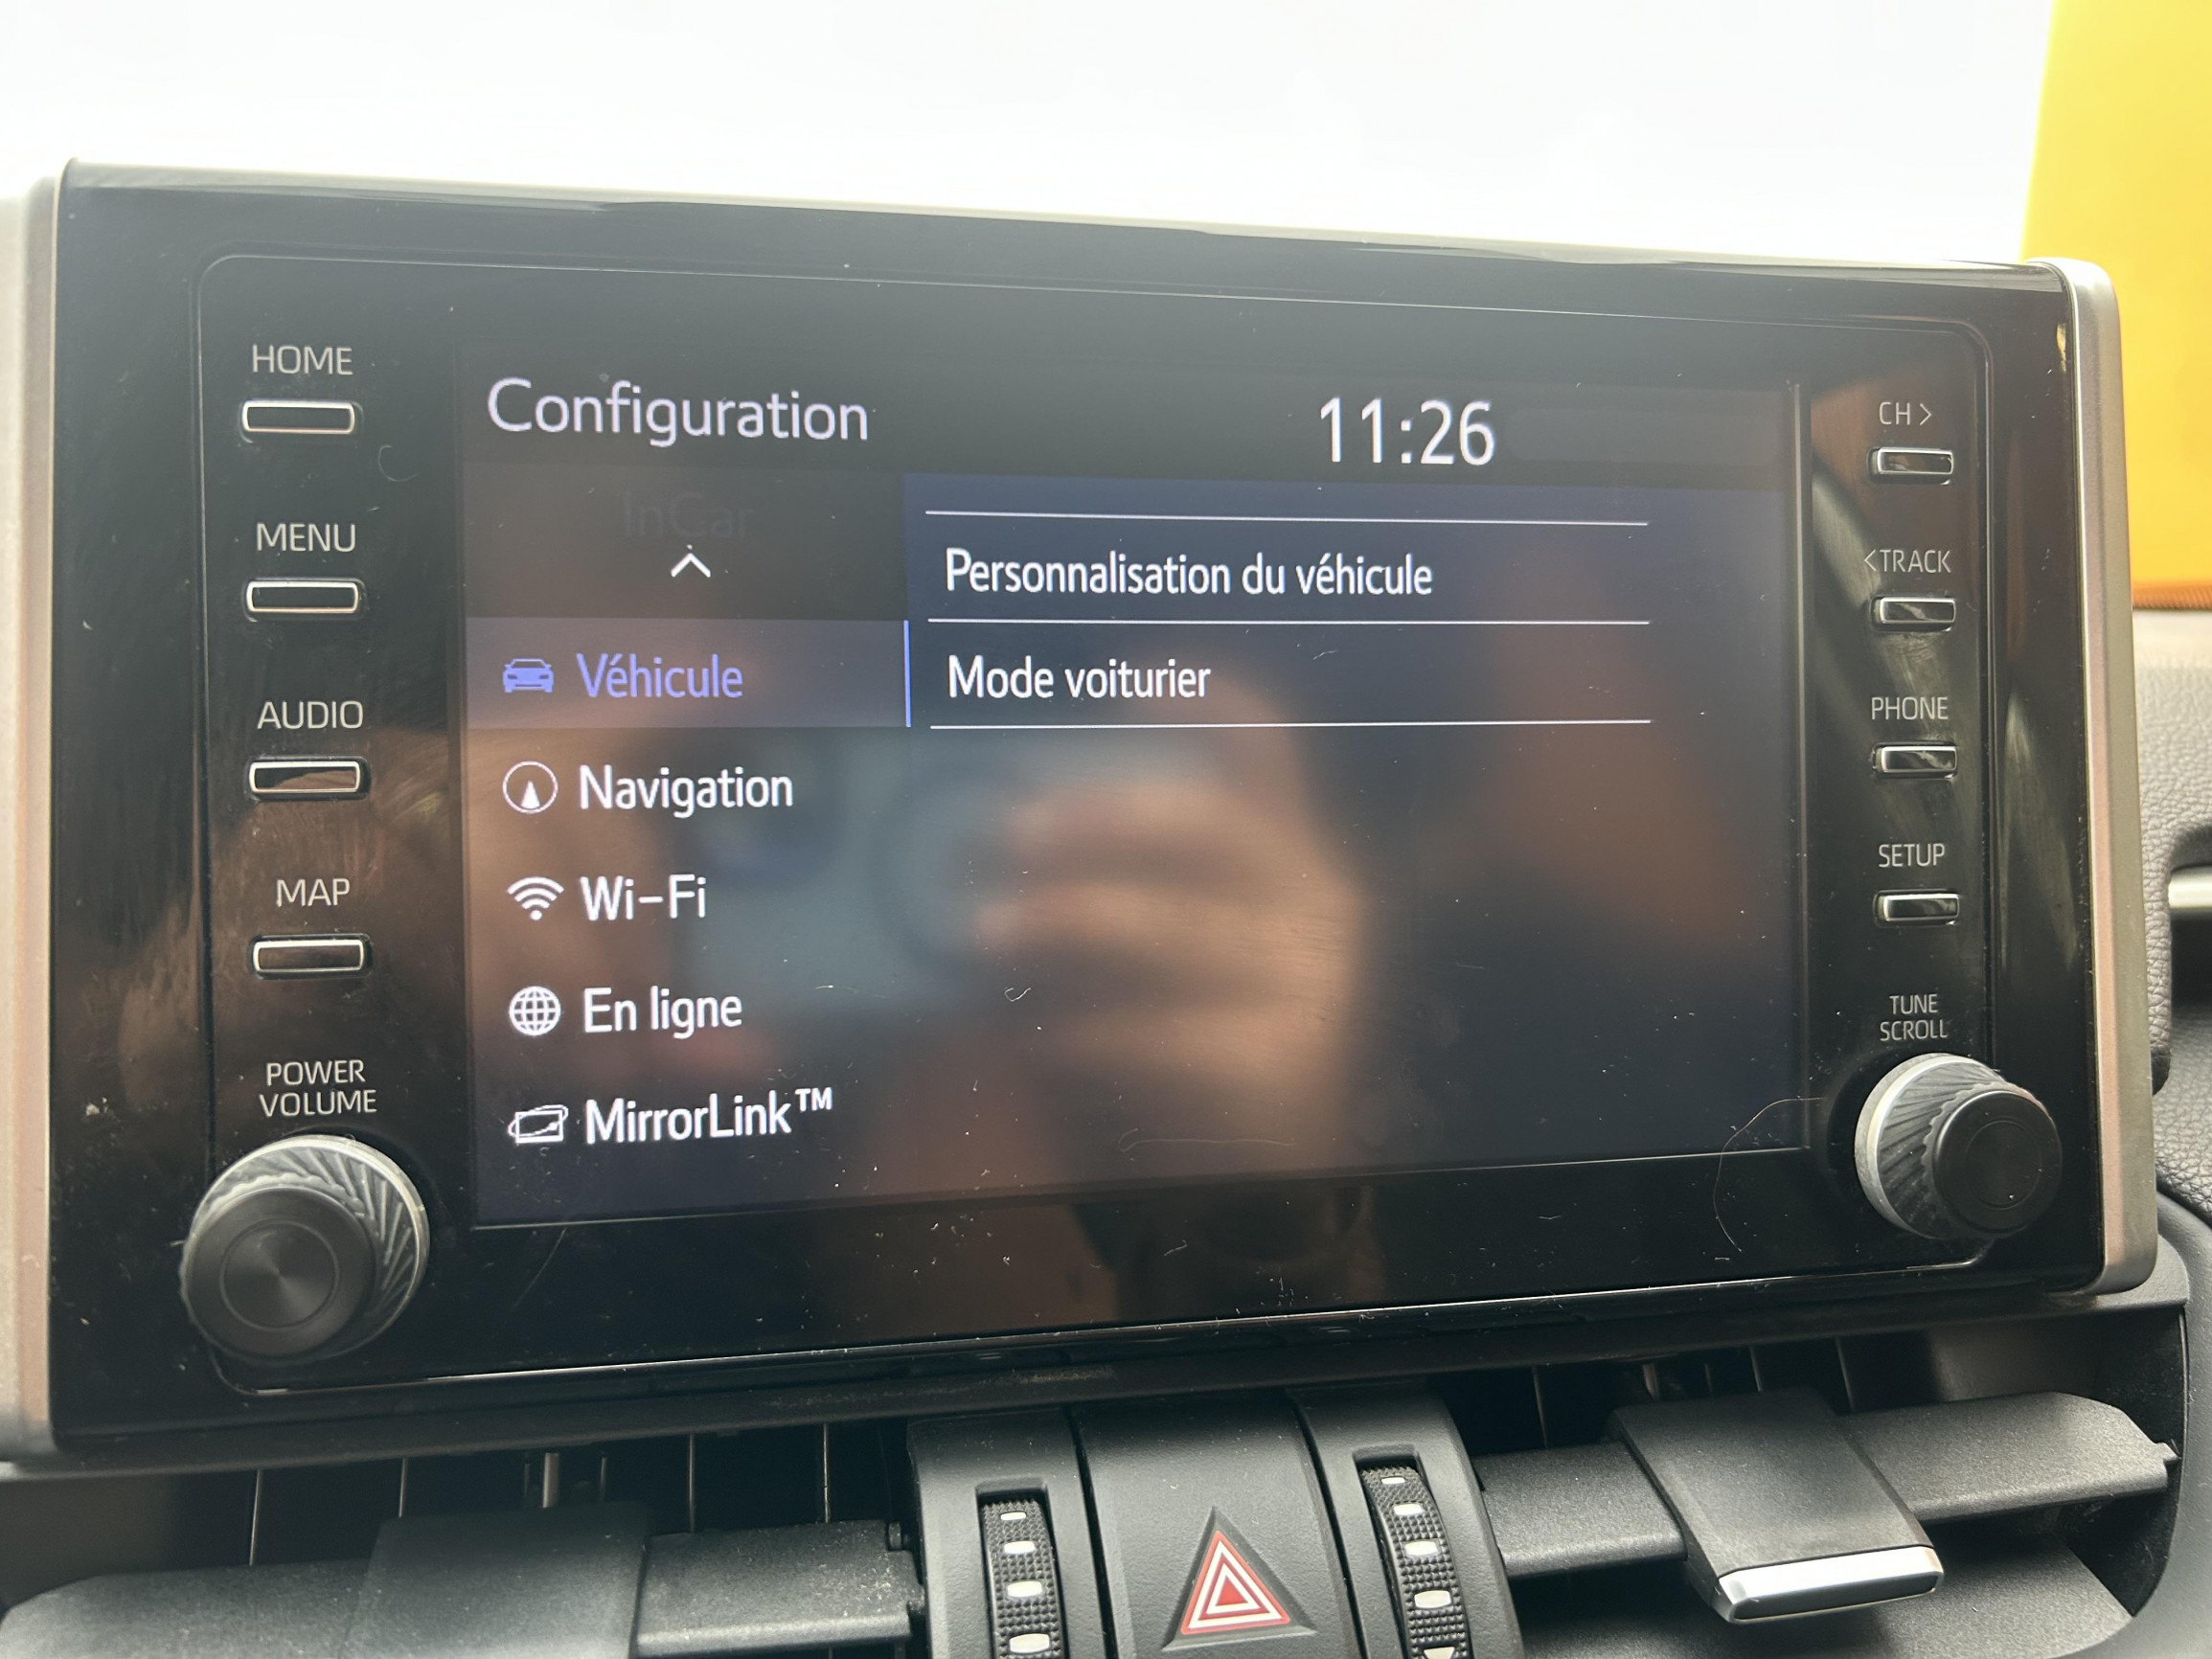 HOME
MENU
AUDIO
MAP
POWER
VOLUME
Configuration
11:26
InCar
Véhicule
Navigation
Wi-Fi
En ligne
MirrorLink™
Personnalisation du véhicule
Mode voiturier
CH >
< TRACK
PHONE
SETUP
TUNE
SCROLL